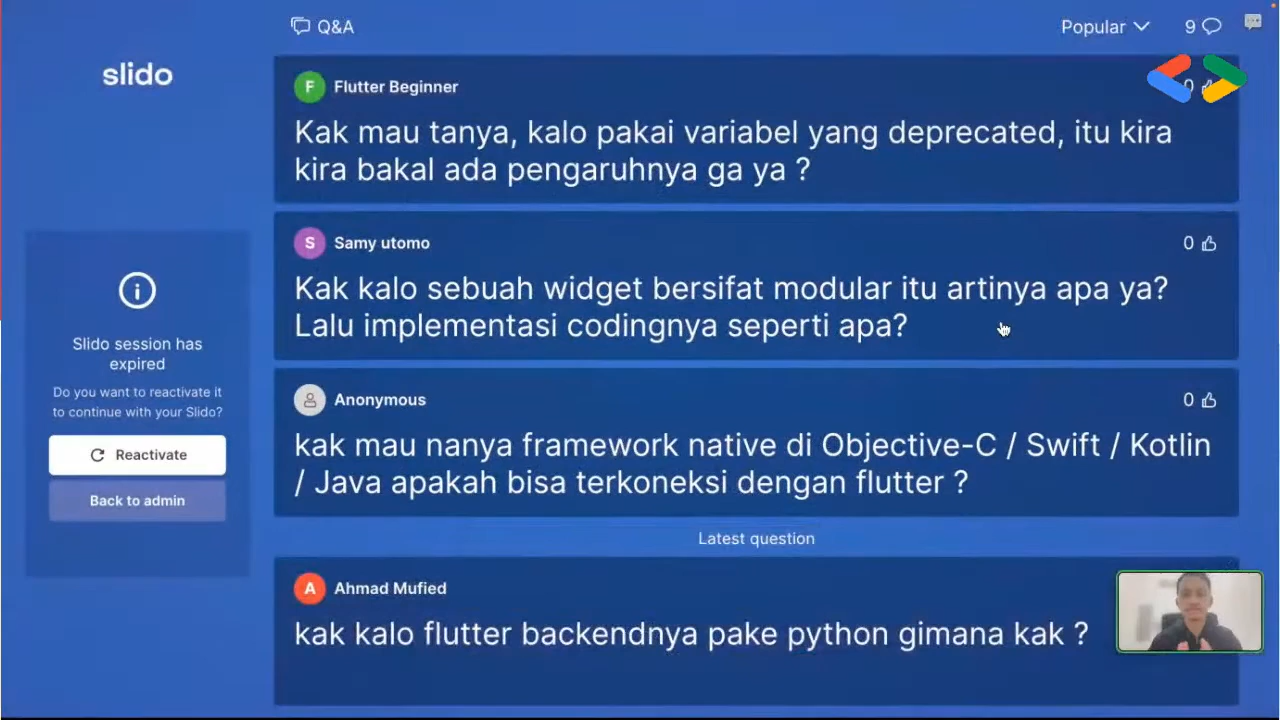 Q&A
Popular
9
slido
F
Flutter Beginner
0
Kak mau tanya, kalo pakai variabel yang deprecated, itu kira
kira bakal ada pengaruhnya ga ya ?
S
Samy utomo
0
Kak kalo sebuah widget bersifat modular itu artinya apa ya?
Lalu implementasi codingnya seperti apa?
Slido session has
expired
Do you want to reactivate it
to continue with your Slido?
Reactivate
Back to admin
Anonymous
0
kak mau nanya framework native di Objective-C / Swift / Kotlin
/ Java apakah bisa terkoneksi dengan flutter ?
Latest question
A
Ahmad Mufied
kak kalo flutter backendnya pake python gimana kak ?